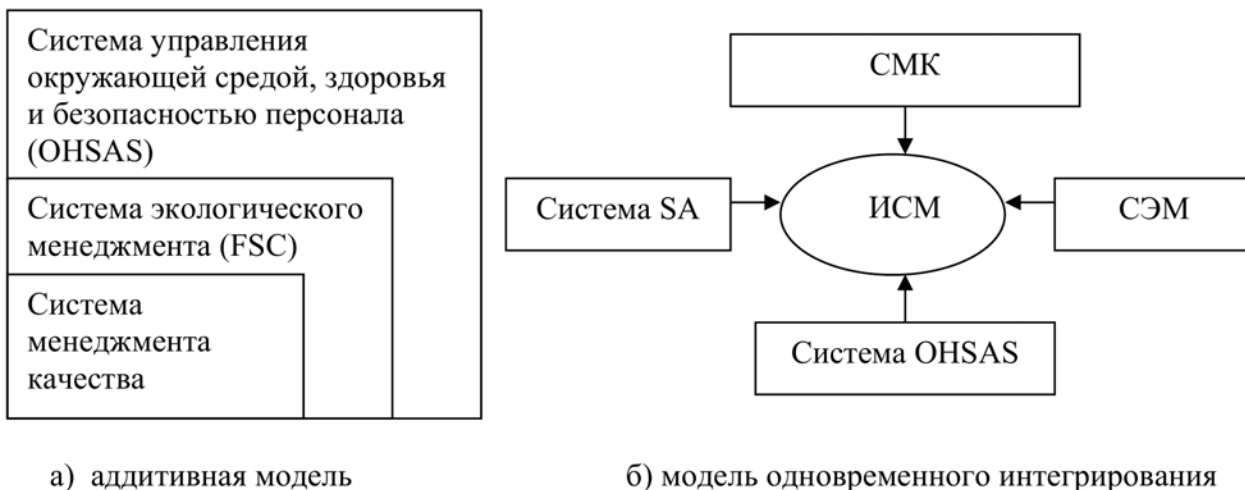 Система управления
окружающей средой, здоровья
и безопасностью персонала
(OHSAS)
Система экологического
менеджмента (FSC)
Система
менеджмента
качества
СМК
Система SA
ИСМ
СЭМ
Система OHSAS
а) аддитивная модель
б) модель одновременного интегрирования